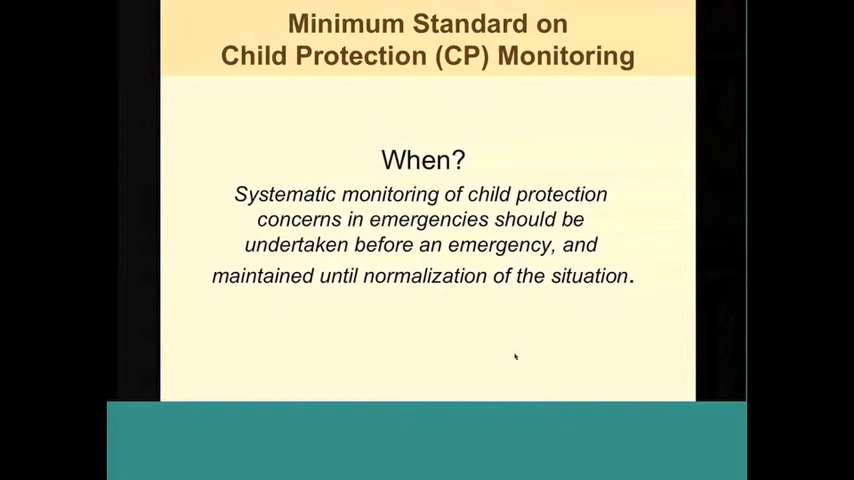 Minimum Standard on
Child Protection (CP) Monitoring
When?
Systematic monitoring of child protection
concerns in emergencies should be
undertaken before an emergency, and
maintained until normalization of the situation.